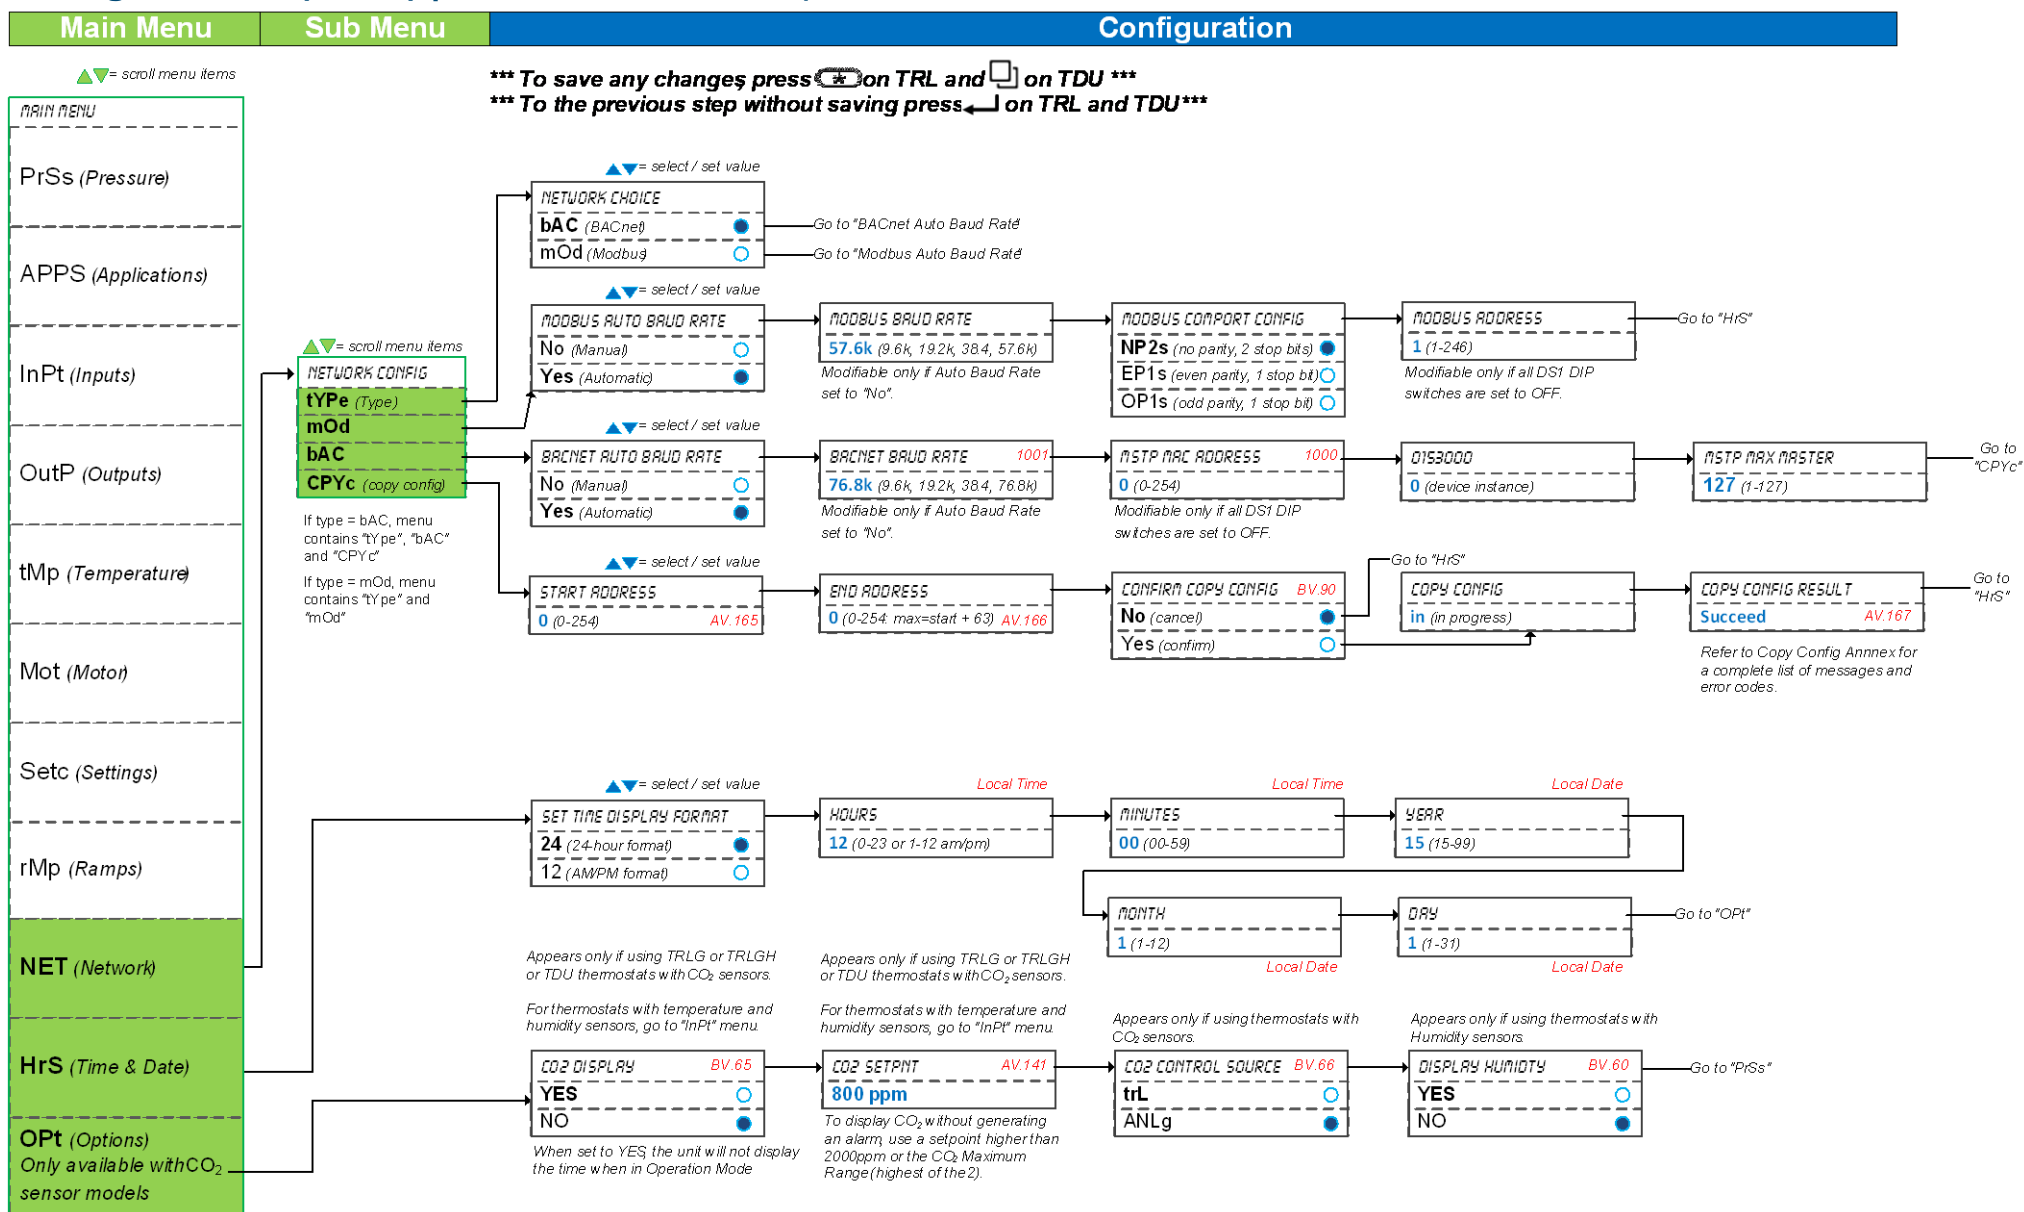 Main Menu
Sub Menu
Configuration
= scroll menu items
*** To save any changes, press on TRL and on TDU ***
*** To the previous step without saving press on TRL and TDU***
MAIN MENU
PrSs (Pressure)
APPS (Applications)
InPt (Inputs)
OutP (Outputs)
tMp (Temperature)
Mot (Motor)
Setc (Settings)
rMp (Ramps)
NET (Network)
HrS (Time & Date)
OPt (Options)
Only available with CO2
sensor models
= scroll menu items
NETWORK CONFIG
tYPe (Type)
mOd
bAC
CPYc (copy config)
If type = bAC, menu
contains "tYpe", "bAC"
and "CPYc"
If type = mOd, menu
contains "tYpe" and
"mOd"
= select / set value
NETWORK CHOICE
bAC (BACnet)
Go to "BACnet Auto Baud Rate"
mOd (Modbus)
Go to "Modbus Auto Baud Rate"
= select / set value
MODBUS AUTO BAUD RATE
No (Manual)
Yes (Automatic)
MODBUS BAUD RATE
57.6k (9.6k, 19.2k, 38.4, 57.6k)
Modifiable only if Auto Baud Rate
set to "No".
MODBUS COMPORT CONFIG
NP2s (no parity, 2 stop bits)
EP1s (even parity, 1 stop bit)
OP1s (odd parity, 1 stop bit)
MODBUS ADDRESS
1 (1-246)
Modifiable only if all DS1 DIP
switches are set to OFF.
Go to "HrS"
= select / set value
BACNET AUTO BAUD RATE
No (Manual)
Yes (Automatic)
BACNET BAUD RATE 1001
76.8k (9.6k, 19.2k, 38.4, 76.8k)
Modifiable only if Auto Baud Rate
set to "No".
MSTP MAC ADDRESS 1000
0 (0-254)
Modifiable only if all DS1 DIP
switches are set to OFF.
0153000
0 (device instance)
MSTP MAX MASTER
127 (1-127)
Go to
"CPYc"
= select / set value
START ADDRESS
0 (0-254) AV.165
END ADDRESS
0 (0-254: max=start + 63) AV.166
CONFIRM COPY CONFIG BV.90
No (cancel)
Yes (confirm)
Go to "HrS"
COPY CONFIG
in (in progress)
COPY CONFIG RESULT
Succeed AV.167
Refer to Copy Config Annnex for
a complete list of messages and
error codes.
Go to
"HrS"
= select / set value
SET TIME DISPLAY FORMAT
24 (24-hour format)
12 (AM/PM format)
Local Time
HOURS
12 (0-23 or 1-12 am/pm)
Local Time
MINUTES
00 (00-59)
Local Date
YEAR
15 (15-99)
MONTH
1 (1-12)
Local Date
DAY
1 (1-31)
Local Date
Go to "OPt"
Appears only if using TRLG or TRLGH
or TDU thermostats with CO2 sensors.
For thermostats with temperature and
humidity sensors, go to "InPt" menu.
CO2 DISPLAY BV.65
YES
NO
When set to YES, the unit will not display
the time when in Operation Mode
Appears only if using TRLG or TRLGH
or TDU thermostats with CO2 sensors.
For thermostats with temperature and
humidity sensors, go to "InPt" menu.
CO2 SETPNT AV.141
800 ppm
To display CO2 without generating
an alarm, use a setpoint higher than
2000ppm or the CO2 Maximum
Range (highest of the 2).
Appears only if using thermostats with
CO2 sensors.
CO2 CONTROL SOURCE BV.66
trL
ANLg
Appears only if using thermostats with
Humidity sensors.
DISPLAY HUMIDTY BV.60
YES
NO
Go to "PrSs"